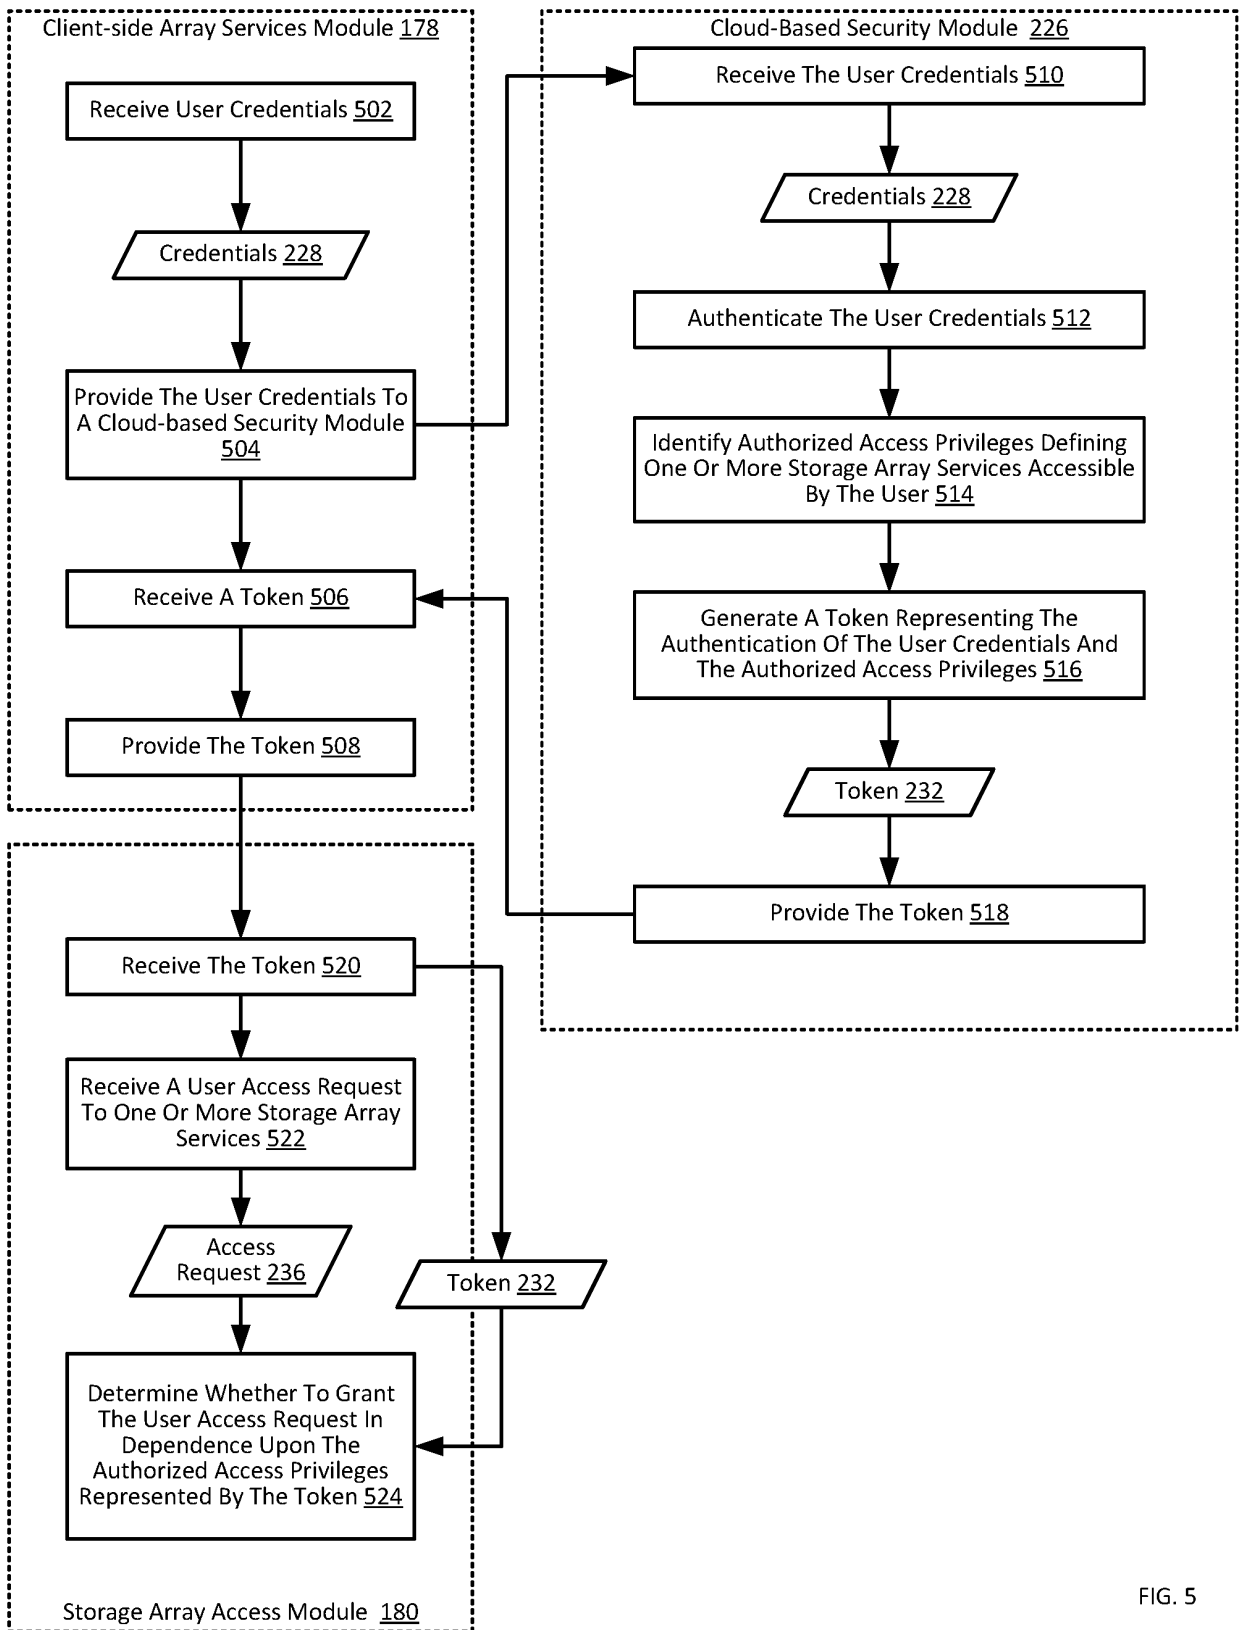 Client-side Array Services Module 178
Receive User Credentials 502
Credentials 228
Provide The User Credentials To
A Cloud-based Security Module
504
Receive A Token 506
Provide The Token 508
Cloud-Based Security Module 226
Receive The User Credentials 510
Credentials 228
Authenticate The User Credentials 512
Identify Authorized Access Privileges Defining
One Or More Storage Array Services Accessible
By The User 514
Generate A Token Representing The
Authentication Of The User Credentials And
The Authorized Access Privileges 516
Token 232
Provide The Token 518
Receive The Token 520
Receive A User Access Request
To One Or More Storage Array
Services 522
Access
Request 236
Token 232
Determine Whether To Grant
The User Access Request In
Dependence Upon The
Authorized Access Privileges
Represented By The Token 524
Storage Array Access Module 180
FIG. 5